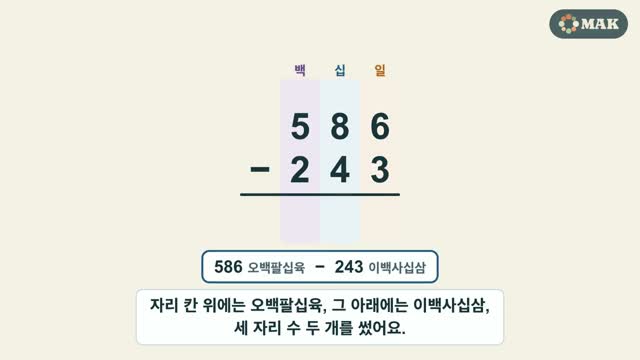 MAK
백 십 일
5 8 6
− 2 4 3
586 오백팔십육 − 243 이백사십삼
자리 칸 위에는 오백팔십육, 그 아래에는 이백사십삼,
세 자리 수 두 개를 썼어요.